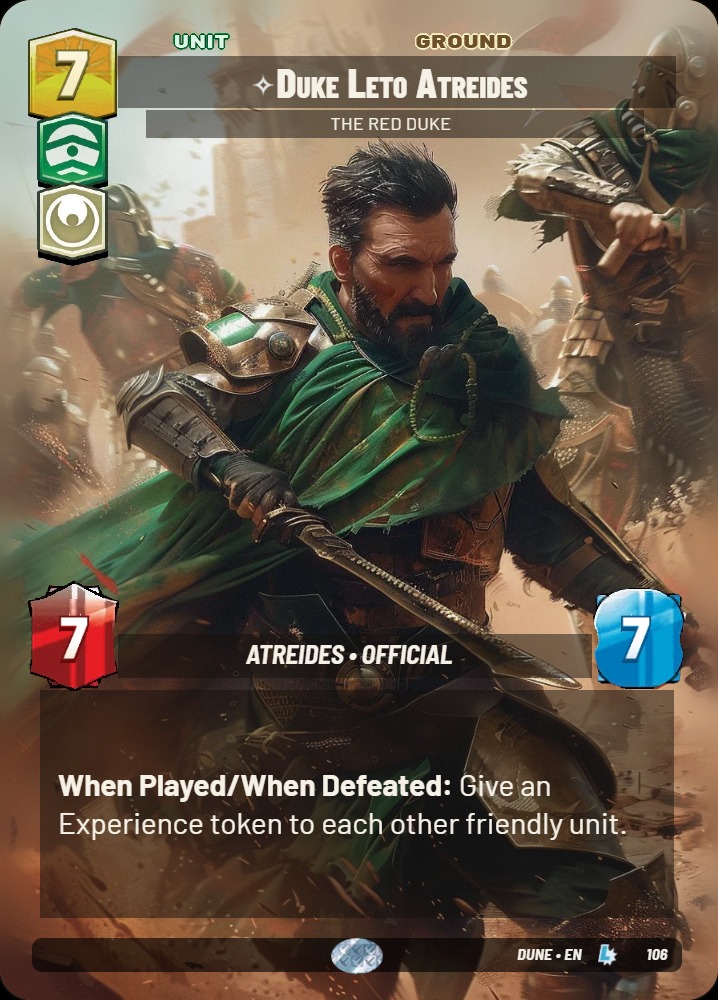 UNIT
GROUND
7
✧DUKE LETO ATREIDES
THE RED DUKE
7
7
ATREIDES • OFFICIAL
When Played/When Defeated: Give an
Experience token to each other friendly unit.
DUNE • EN L 106